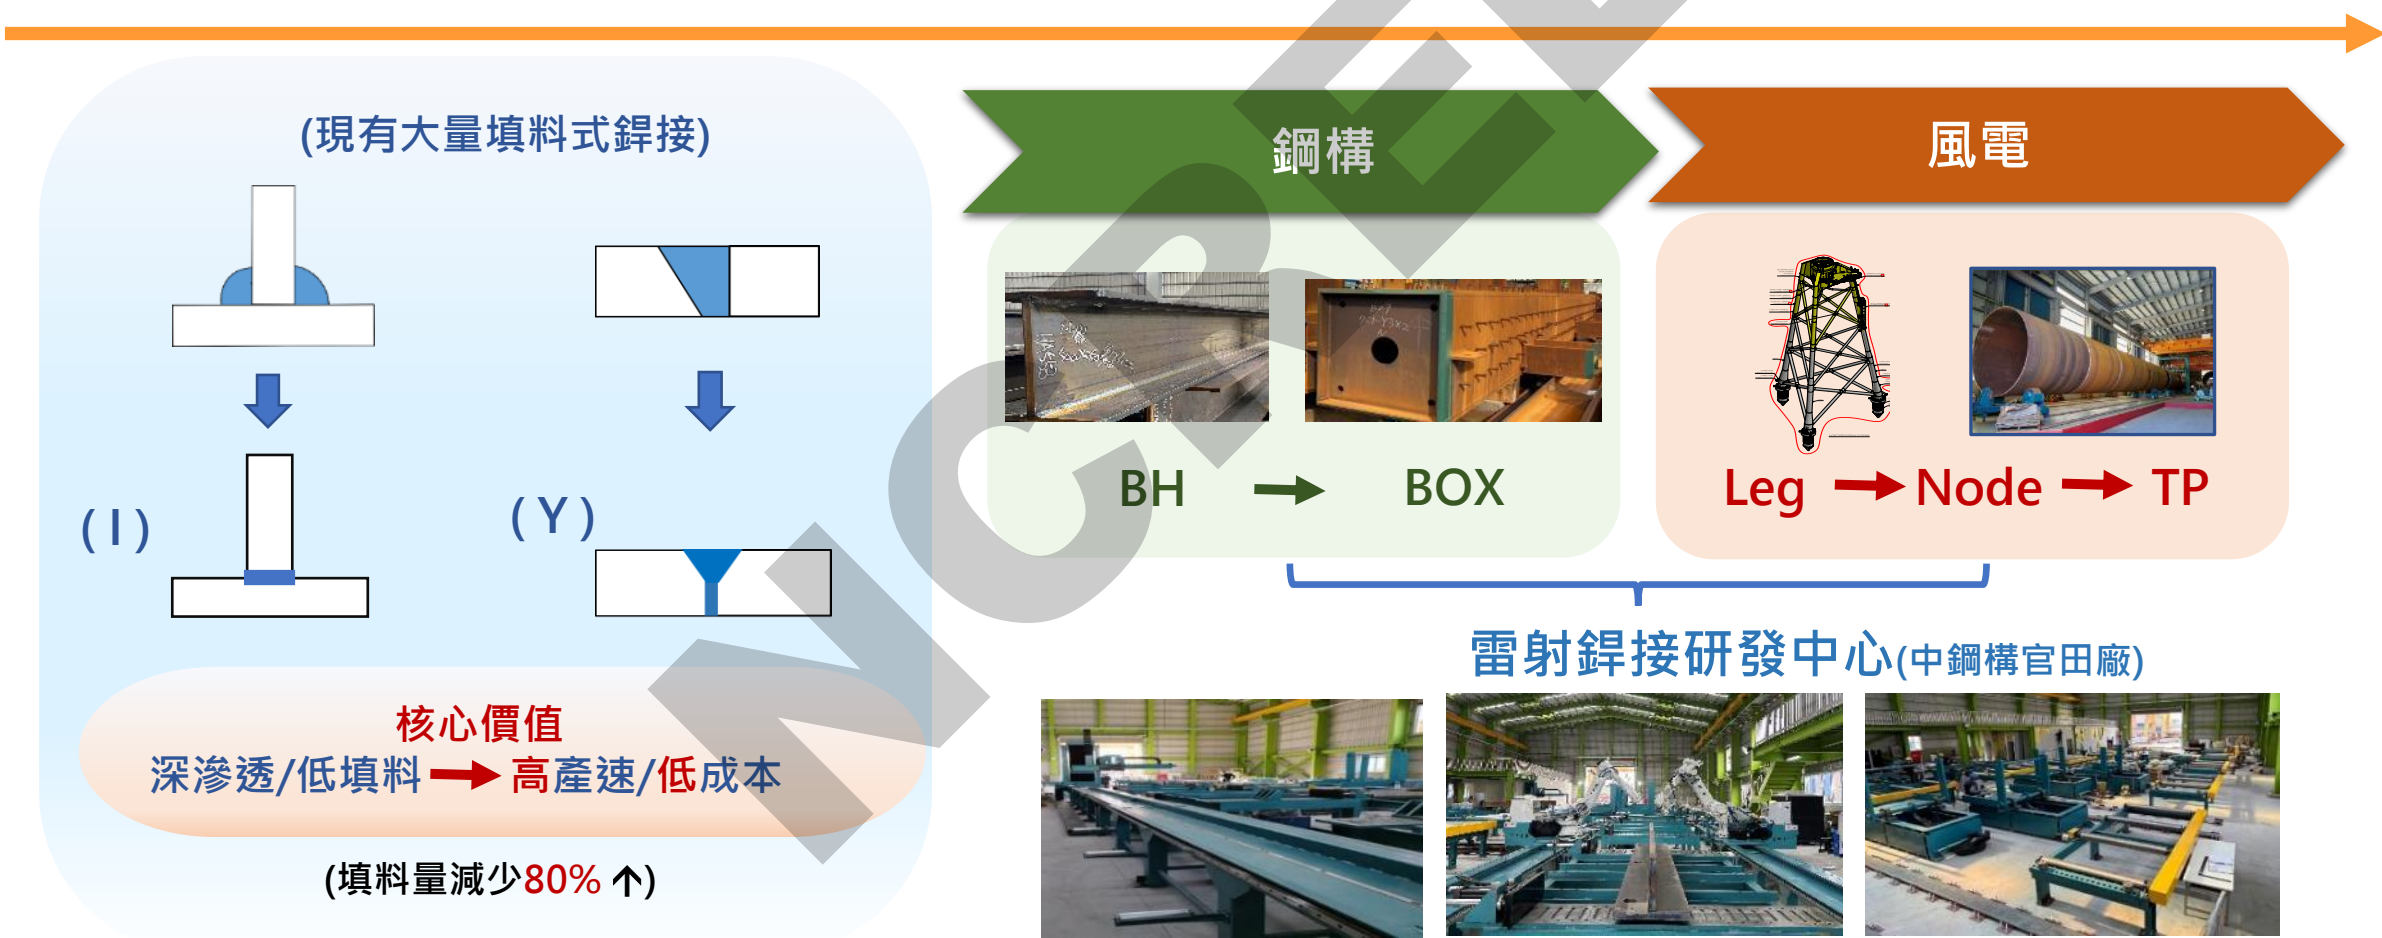 (現有大量填料式銲接)
( I )
( Y )
核心價值
深滲透/低填料 → 高產速/低成本
(填料量減少80% ↑)
鋼構
BH → BOX
風電
Leg → Node → TP
雷射銲接研發中心(中鋼構官田廠)
NCREE